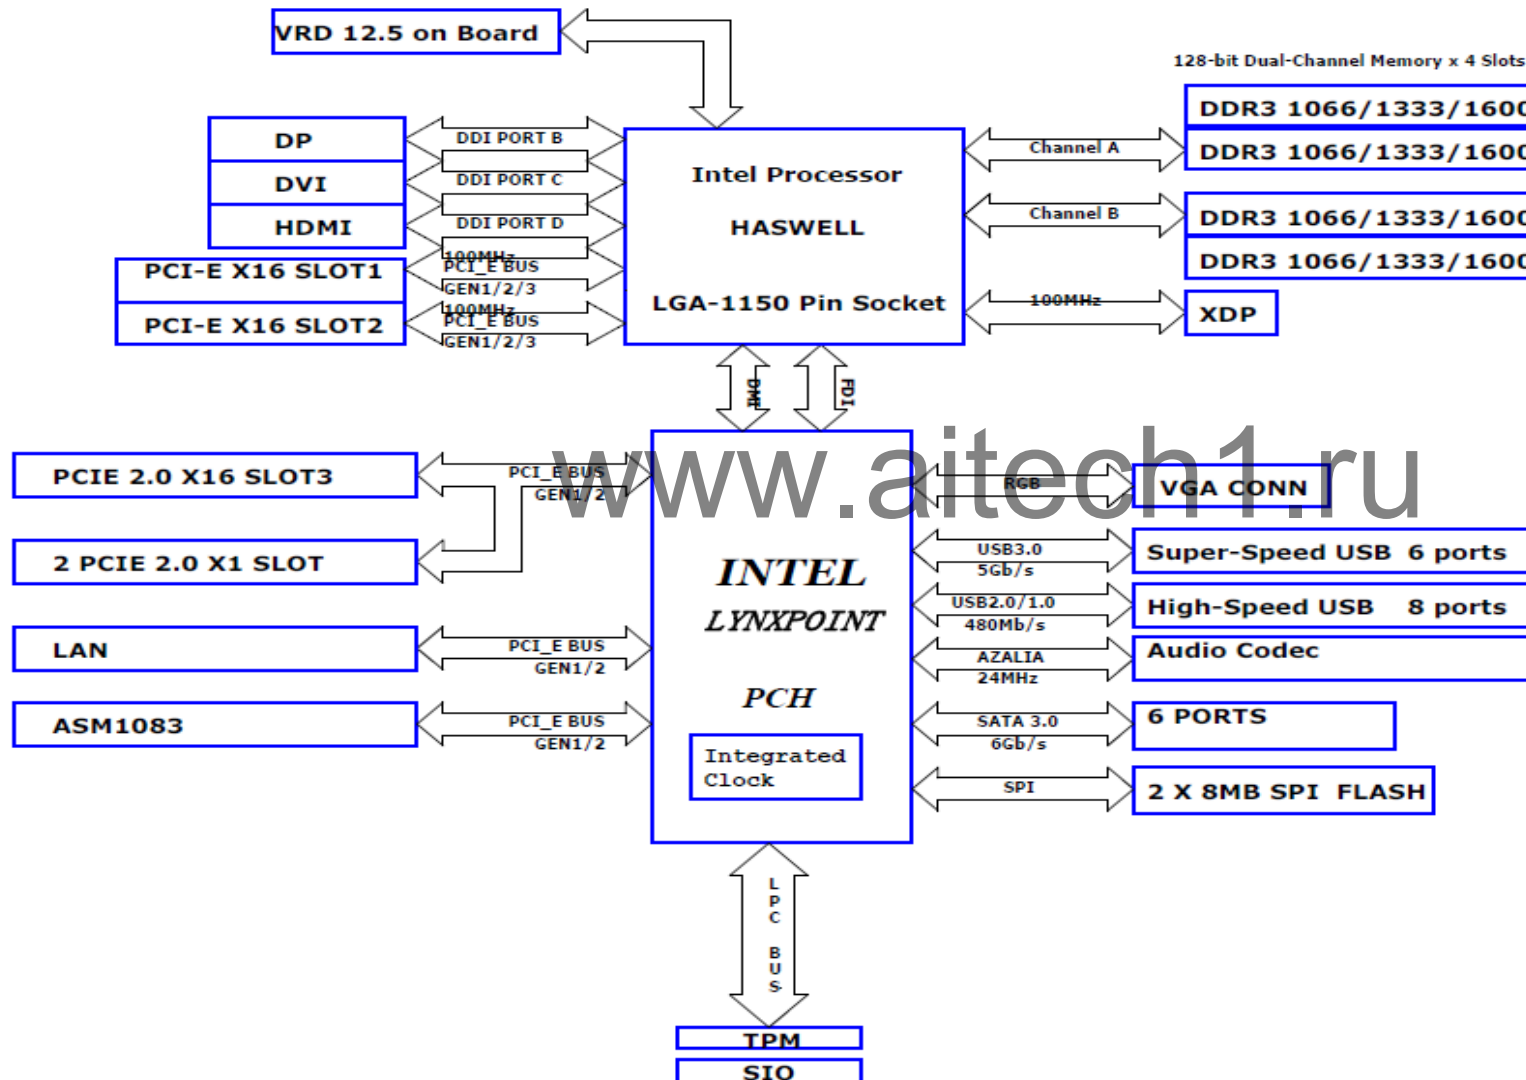 VRD 12.5 on Board
128-bit Dual-Channel Memory x 4 Slots
DP
DDI PORT B
DVI
DDI PORT C
HDMI
DDI PORT D
PCI-E X16 SLOT1
100MHz
PCI_E BUS
GEN1/2/3
PCI-E X16 SLOT2
100MHz
PCI_E BUS
GEN1/2/3
Intel Processor
HASWELL
LGA-1150 Pin Socket
Channel A
DDR3 1066/1333/1600
DDR3 1066/1333/1600
Channel B
DDR3 1066/1333/1600
DDR3 1066/1333/1600
100MHz
XDP
DMI
FDI
www.aitech1.ru
PCIE 2.0 X16 SLOT3
PCI_E BUS
GEN1/2
2 PCIE 2.0 X1 SLOT
LAN
PCI_E BUS
GEN1/2
ASM1083
PCI_E BUS
GEN1/2
INTEL
LYNXPOINT
PCH
Integrated
Clock
RGB
VGA CONN
USB3.0
5Gb/s
Super-Speed USB 6 ports
USB2.0/1.0
480Mb/s
High-Speed USB 8 ports
AZALIA
24MHz
Audio Codec
SATA 3.0
6Gb/s
6 PORTS
SPI
2 X 8MB SPI FLASH
LPC BUS
TPM
SIO